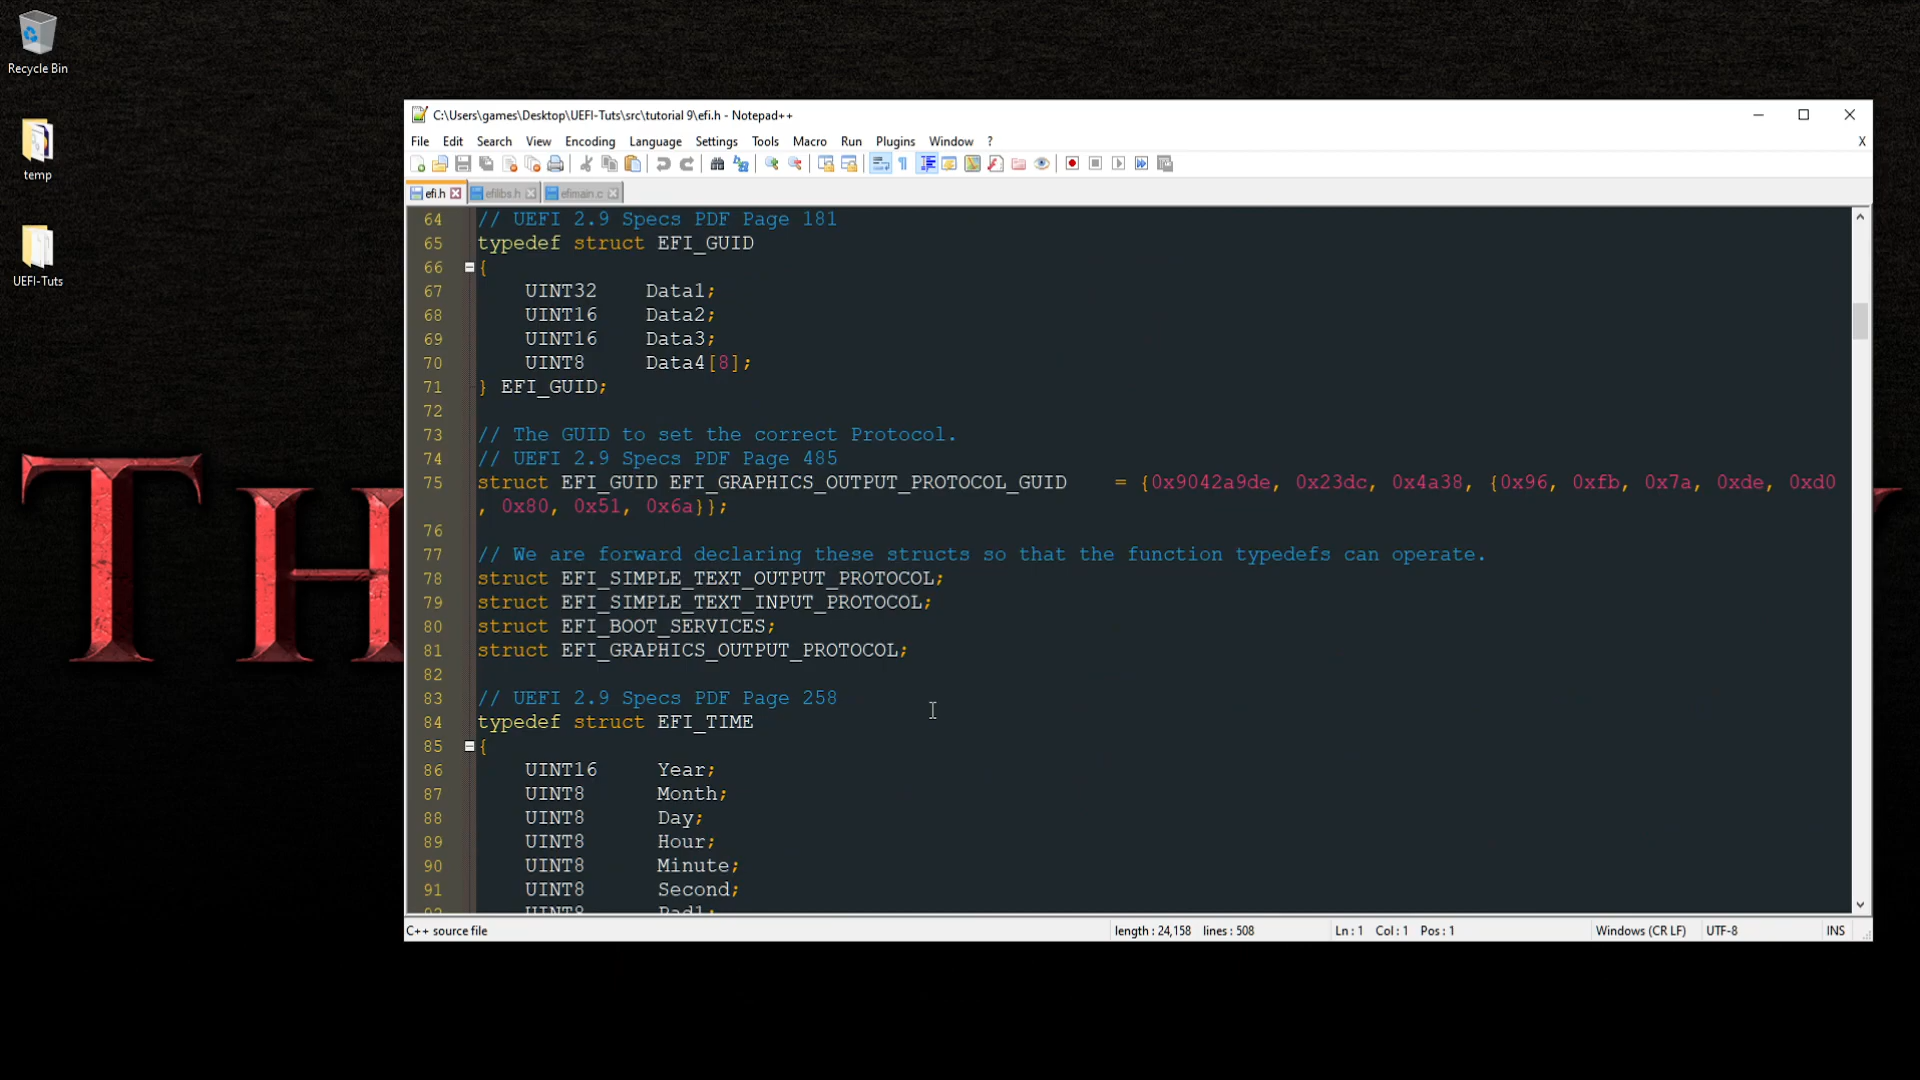 Recycle Bin
temp
UEFI-Tuts
C:\Users\games\Desktop\UEFI-Tuts\src\tutorial 9\efi.h - Notepad++
File Edit Search View Encoding Language Settings Tools Macro Run Plugins Window ? X
efi.h efilibs.h efimain.c
64 // UEFI 2.9 Specs PDF Page 181
65 typedef struct EFI_GUID
66 {
67 UINT32 Data1;
68 UINT16 Data2;
69 UINT16 Data3;
70 UINT8 Data4[8];
71 } EFI_GUID;
72
73 // The GUID to set the correct Protocol.
74 // UEFI 2.9 Specs PDF Page 485
75 struct EFI_GUID EFI_GRAPHICS_OUTPUT_PROTOCOL_GUID = {0x9042a9de, 0x23dc, 0x4a38, {0x96, 0xfb, 0x7a, 0xde, 0xd0
, 0x80, 0x51, 0x6a}};
76
77 // We are forward declaring these structs so that the function typedefs can operate.
78 struct EFI_SIMPLE_TEXT_OUTPUT_PROTOCOL;
79 struct EFI_SIMPLE_TEXT_INPUT_PROTOCOL;
80 struct EFI_BOOT_SERVICES;
81 struct EFI_GRAPHICS_OUTPUT_PROTOCOL;
82
83 // UEFI 2.9 Specs PDF Page 258
84 typedef struct EFI_TIME
85 {
86 UINT16 Year;
87 UINT8 Month;
88 UINT8 Day;
89 UINT8 Hour;
90 UINT8 Minute;
91 UINT8 Second;
92 UINT8 Pad1;
C++ source file length : 24,158 lines : 508 Ln : 1 Col : 1 Pos : 1 Windows (CR LF) UTF-8 INS